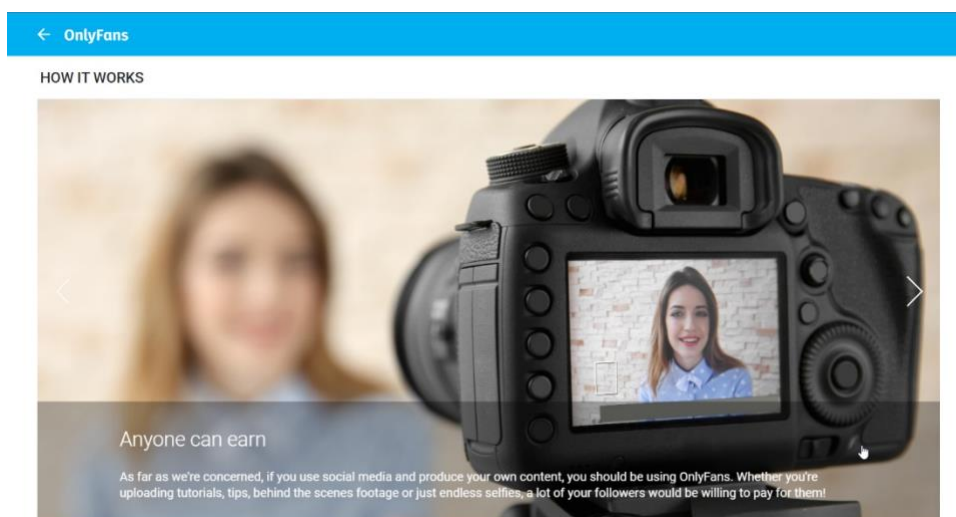 OnlyFans
HOW IT WORKS
Anyone can earn
As far as we're concerned, if you use social media and produce your own content, you should be using OnlyFans. Whether you're
uploading tutorials, tips, behind the scenes footage or just endless selfies, a lot of your followers would be willing to pay for them!